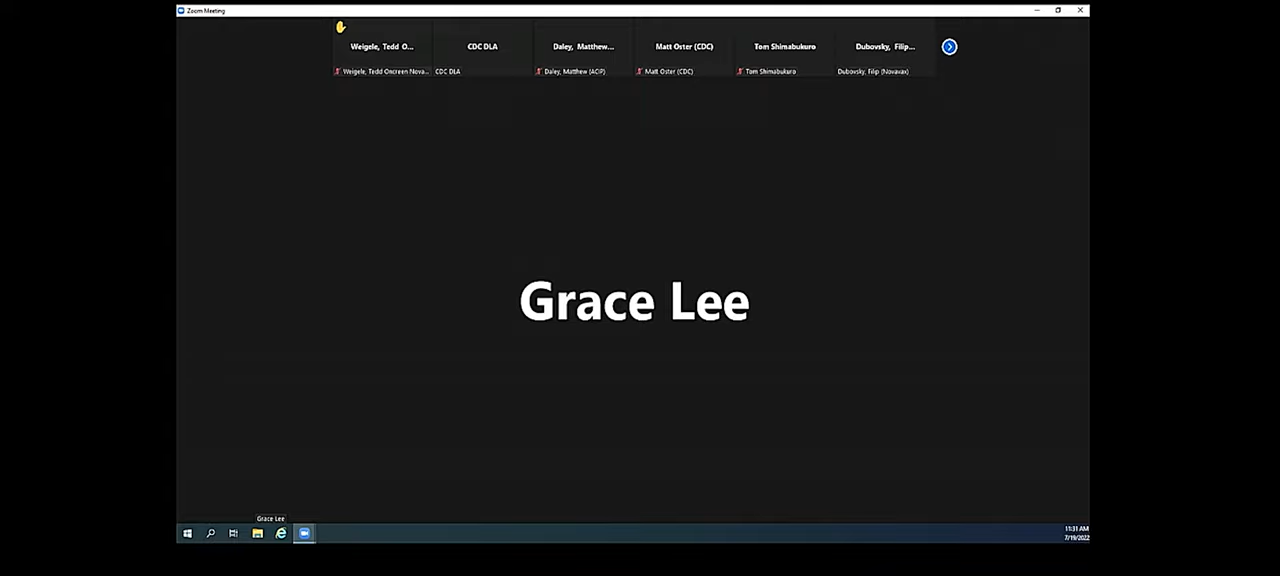 Zoom Meeting
Weigele, Tedd O... CDC DLA Daley, Matthew... Matt Oster (CDC) Tom Shimabukuro Dubovsky, Filip...
Weigele, Tedd Oncreen Nova... CDC DLA Daley, Matthew (ACIP) Matt Oster (CDC) Tom Shimabukuro Dubovsky, Filip (Novavax)
Grace Lee
Grace Lee
11:31 AM
7/19/2022